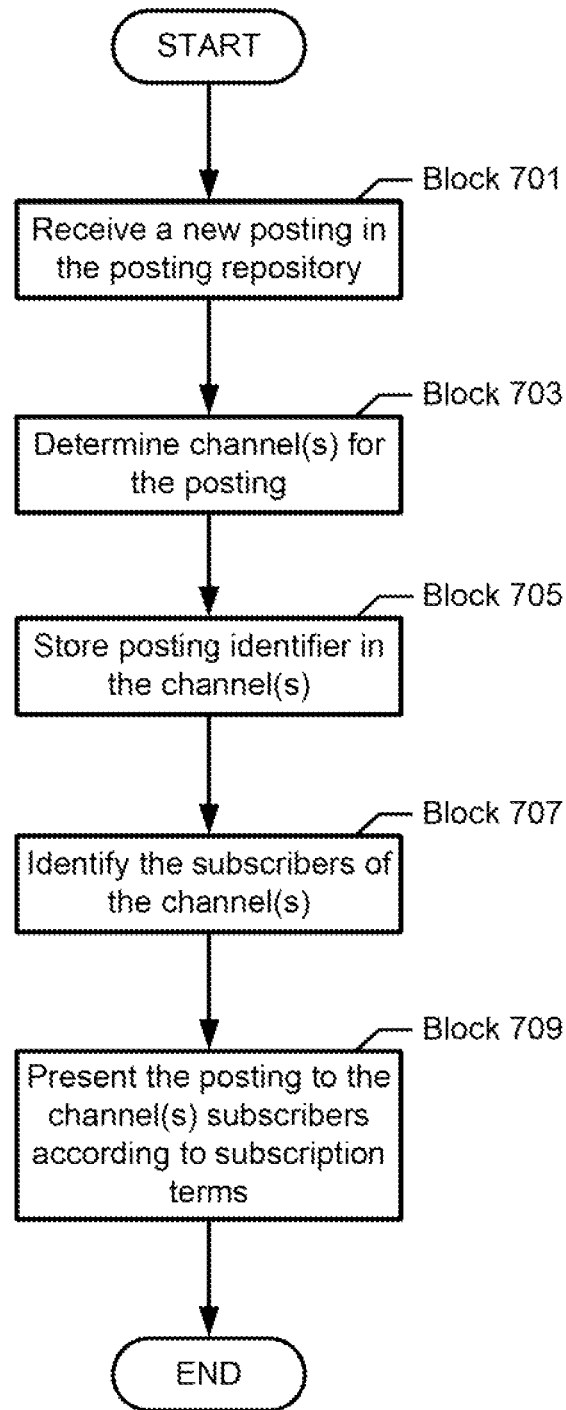 START
Block 701
Receive a new posting in
the posting repository
Block 703
Determine channel(s) for
the posting
Block 705
Store posting identifier in
the channel(s)
Block 707
Identify the subscribers of
the channel(s)
Block 709
Present the posting to the
channel(s) subscribers
according to subscription
terms
END